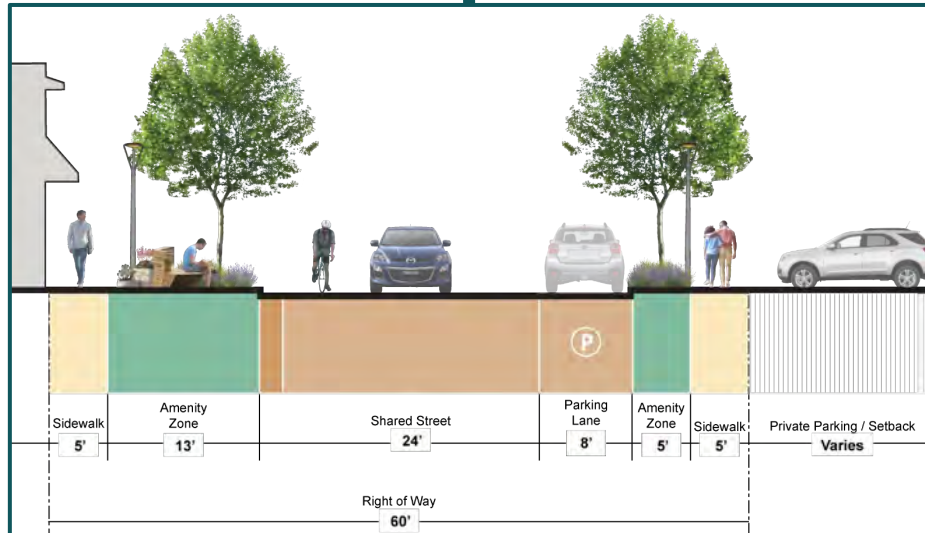 P
Sidewalk
5'
Amenity
Zone
13'
Shared Street
24'
Parking
Lane
8'
Amenity
Zone
5'
Sidewalk
5'
Private Parking / Setback
Varies
Right of Way
60'